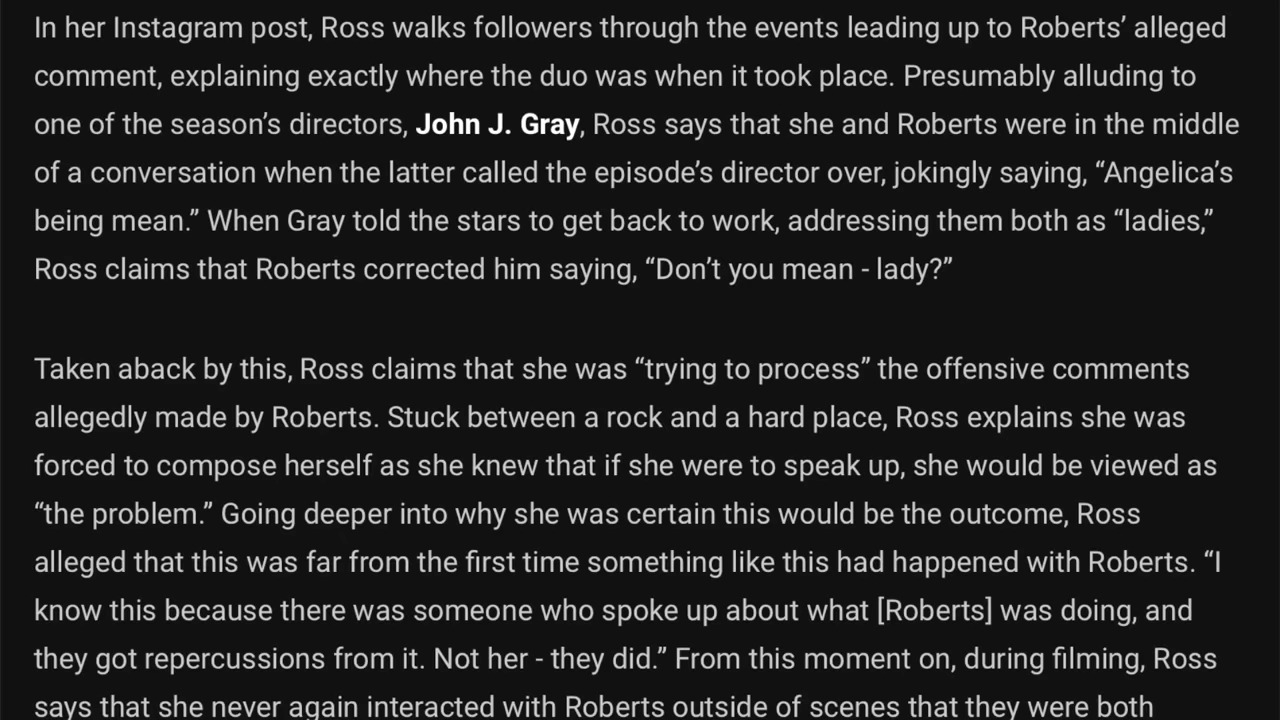 In her Instagram post, Ross walks followers through the events leading up to Roberts’ alleged
comment, explaining exactly where the duo was when it took place. Presumably alluding to
one of the season’s directors, John J. Gray, Ross says that she and Roberts were in the middle
of a conversation when the latter called the episode’s director over, jokingly saying, “Angelica’s
being mean.” When Gray told the stars to get back to work, addressing them both as “ladies,”
Ross claims that Roberts corrected him saying, “Don’t you mean - lady?”
Taken aback by this, Ross claims that she was “trying to process” the offensive comments
allegedly made by Roberts. Stuck between a rock and a hard place, Ross explains she was
forced to compose herself as she knew that if she were to speak up, she would be viewed as
“the problem.” Going deeper into why she was certain this would be the outcome, Ross
alleged that this was far from the first time something like this had happened with Roberts. “I
know this because there was someone who spoke up about what [Roberts] was doing, and
they got repercussions from it. Not her - they did.” From this moment on, during filming, Ross
says that she never again interacted with Roberts outside of scenes that they were both